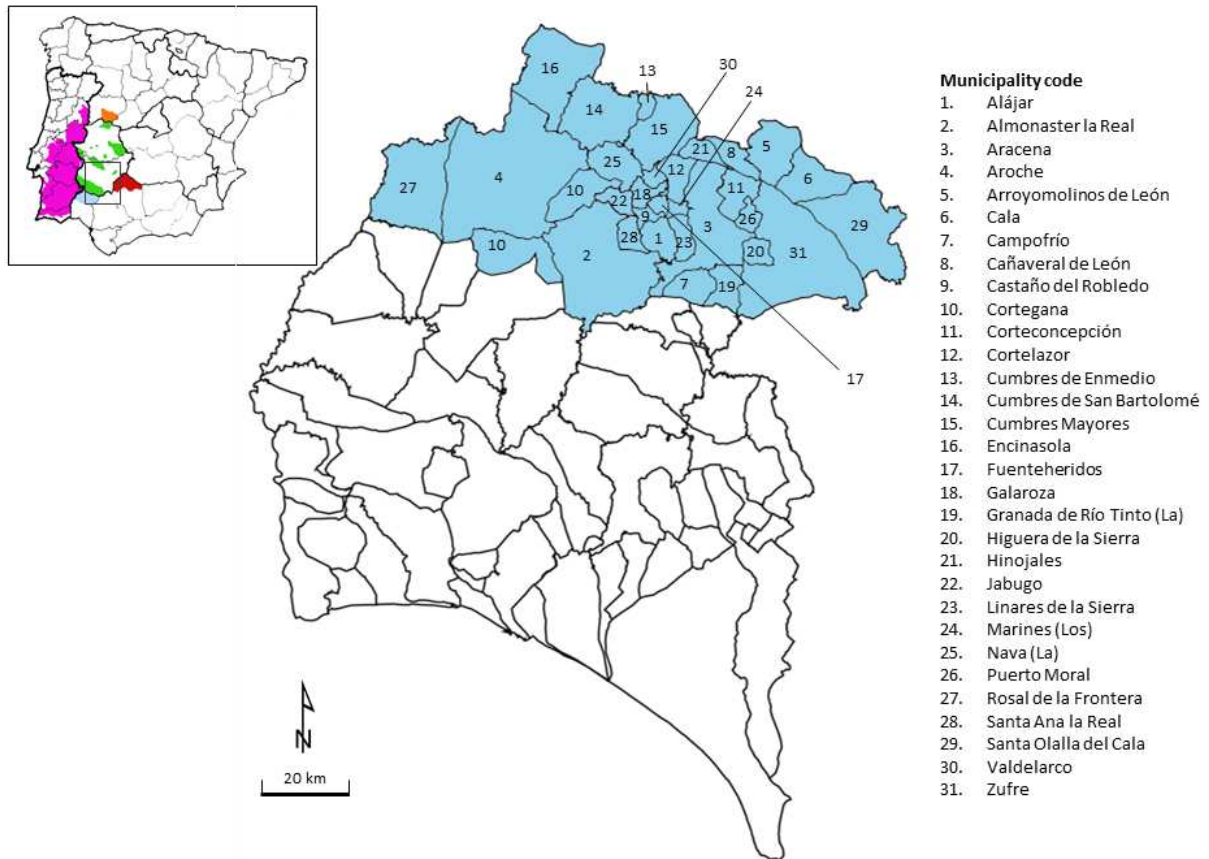 16
13
30
24
14
15
21
8
5
25
12
6
4
27
10
22
18
11
9
26
28
1
23
3
20
31
29
10
2
7
19
17
N
20 km
Municipality code
1. Alájar
2. Almonaster la Real
3. Aracena
4. Aroche
5. Arroyomolinos de León
6. Cala
7. Campofrío
8. Cañaveral de León
9. Castaño del Robledo
10. Cortegana
11. Corteconcepción
12. Cortelazor
13. Cumbres de Enmedio
14. Cumbres de San Bartolomé
15. Cumbres Mayores
16. Encinasola
17. Fuenteheridos
18. Galaroza
19. Granada de Río Tinto (La)
20. Higuera de la Sierra
21. Hinojales
22. Jabugo
23. Linares de la Sierra
24. Marines (Los)
25. Nava (La)
26. Puerto Moral
27. Rosal de la Frontera
28. Santa Ana la Real
29. Santa Olalla del Cala
30. Valdelarco
31. Zufre